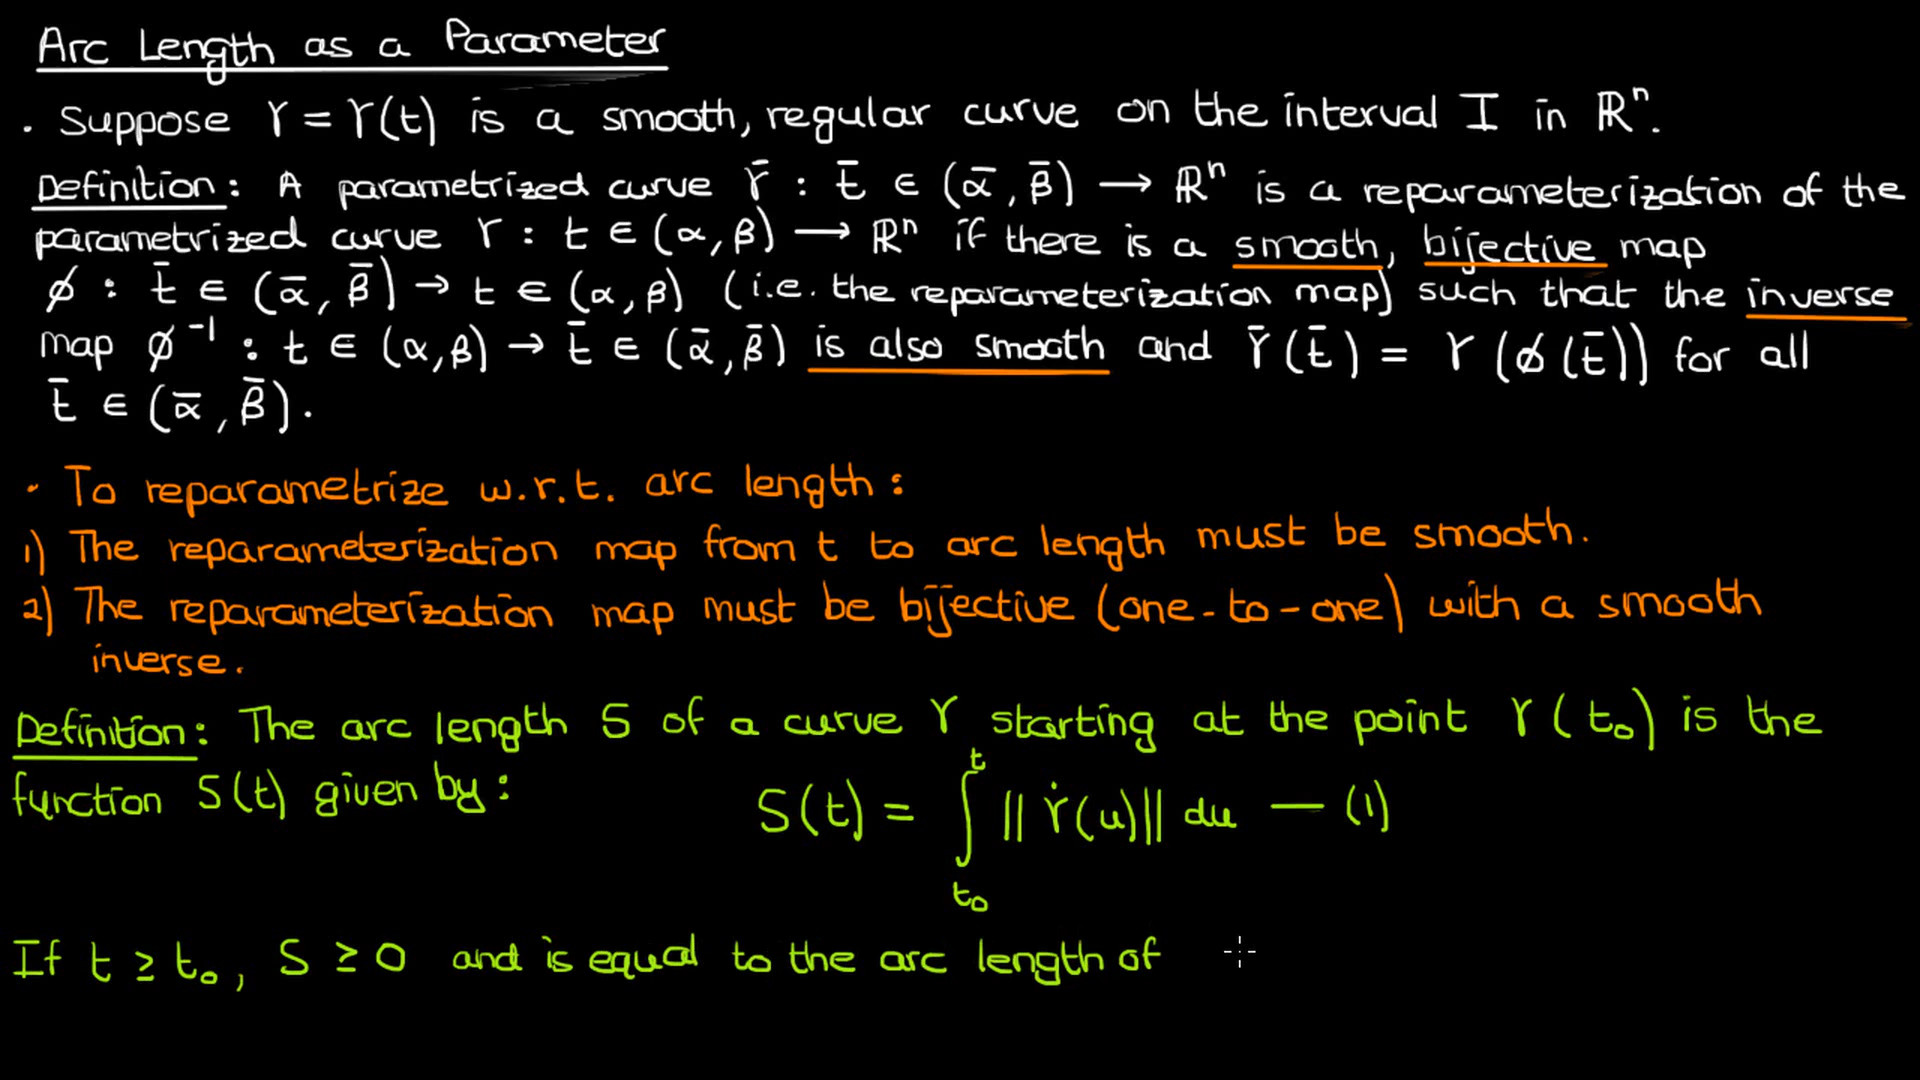 Arc Length as a Parameter
. Suppose γ = γ(t) is a smooth, regular curve on the interval I in ℝⁿ.
Definition: A parametrized curve γ̄ : t̄ ∈ (ᾱ, β̄) → ℝⁿ is a reparameterization of the
parametrized curve γ : t ∈ (α, β) → ℝⁿ if there is a smooth, bijective map
ϕ : t̄ ∈ (ᾱ, β̄) → t ∈ (α, β) (i.e. the reparameterization map) such that the inverse
map ϕ⁻¹ : t ∈ (α, β) → t̄ ∈ (ᾱ, β̄) is also smooth and γ̄(t̄) = γ(ϕ(t̄)) for all
t̄ ∈ (ᾱ, β̄).
· To reparametrize w.r.t. arc length :
1) The reparameterization map from t to arc length must be smooth.
2) The reparameterization map must be bijective (one-to-one) with a smooth
inverse.
Definition: The arc length S of a curve γ starting at the point γ(t₀) is the
function S(t) given by : S(t) = ∫_{t₀}^{t} ||γ̇(u)|| du — (1)
If t ≥ t₀, S ≥ 0 and is equal to the arc length of